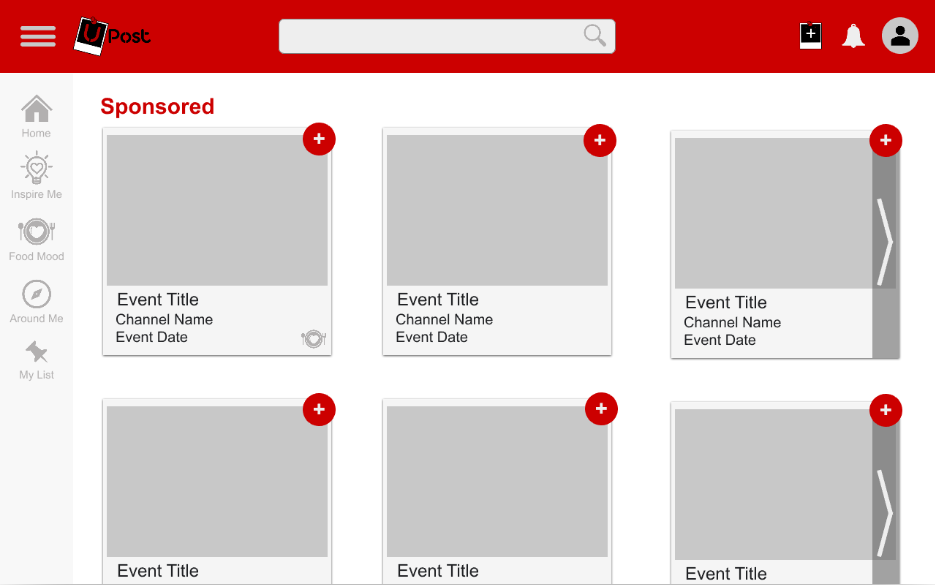 U Post
Home
Inspire Me
Food Mood
Around Me
My List
Sponsored
Event Title
Channel Name
Event Date
Event Title
Channel Name
Event Date
Event Title
Channel Name
Event Date
Event Title
Event Title
Event Title